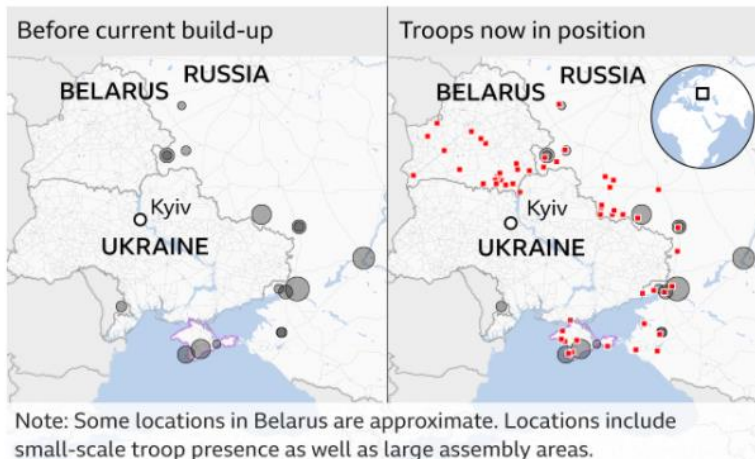 Before current build-up
Troops now in position
RUSSIA
BELARUS
Kyiv
UKRAINE
RUSSIA
BELARUS
Kyiv
UKRAINE
Note: Some locations in Belarus are approximate. Locations include
small-scale troop presence as well as large assembly areas.